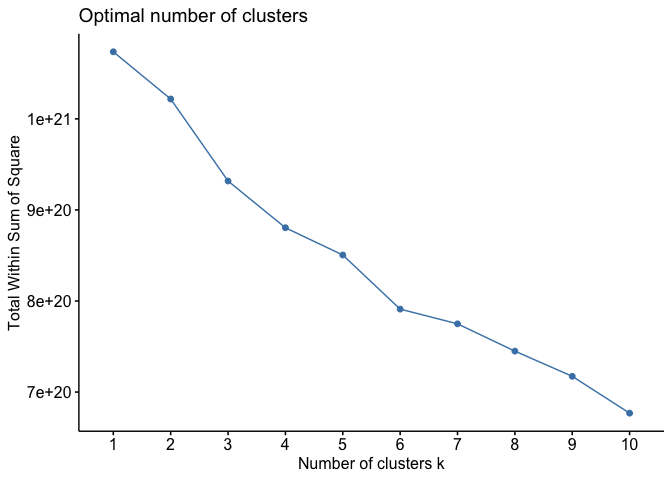 Optimal number of clusters
Total Within Sum of Square
1e+21
9e+20
8e+20
7e+20
1 2 3 4 5 6 7 8 9 10
Number of clusters k